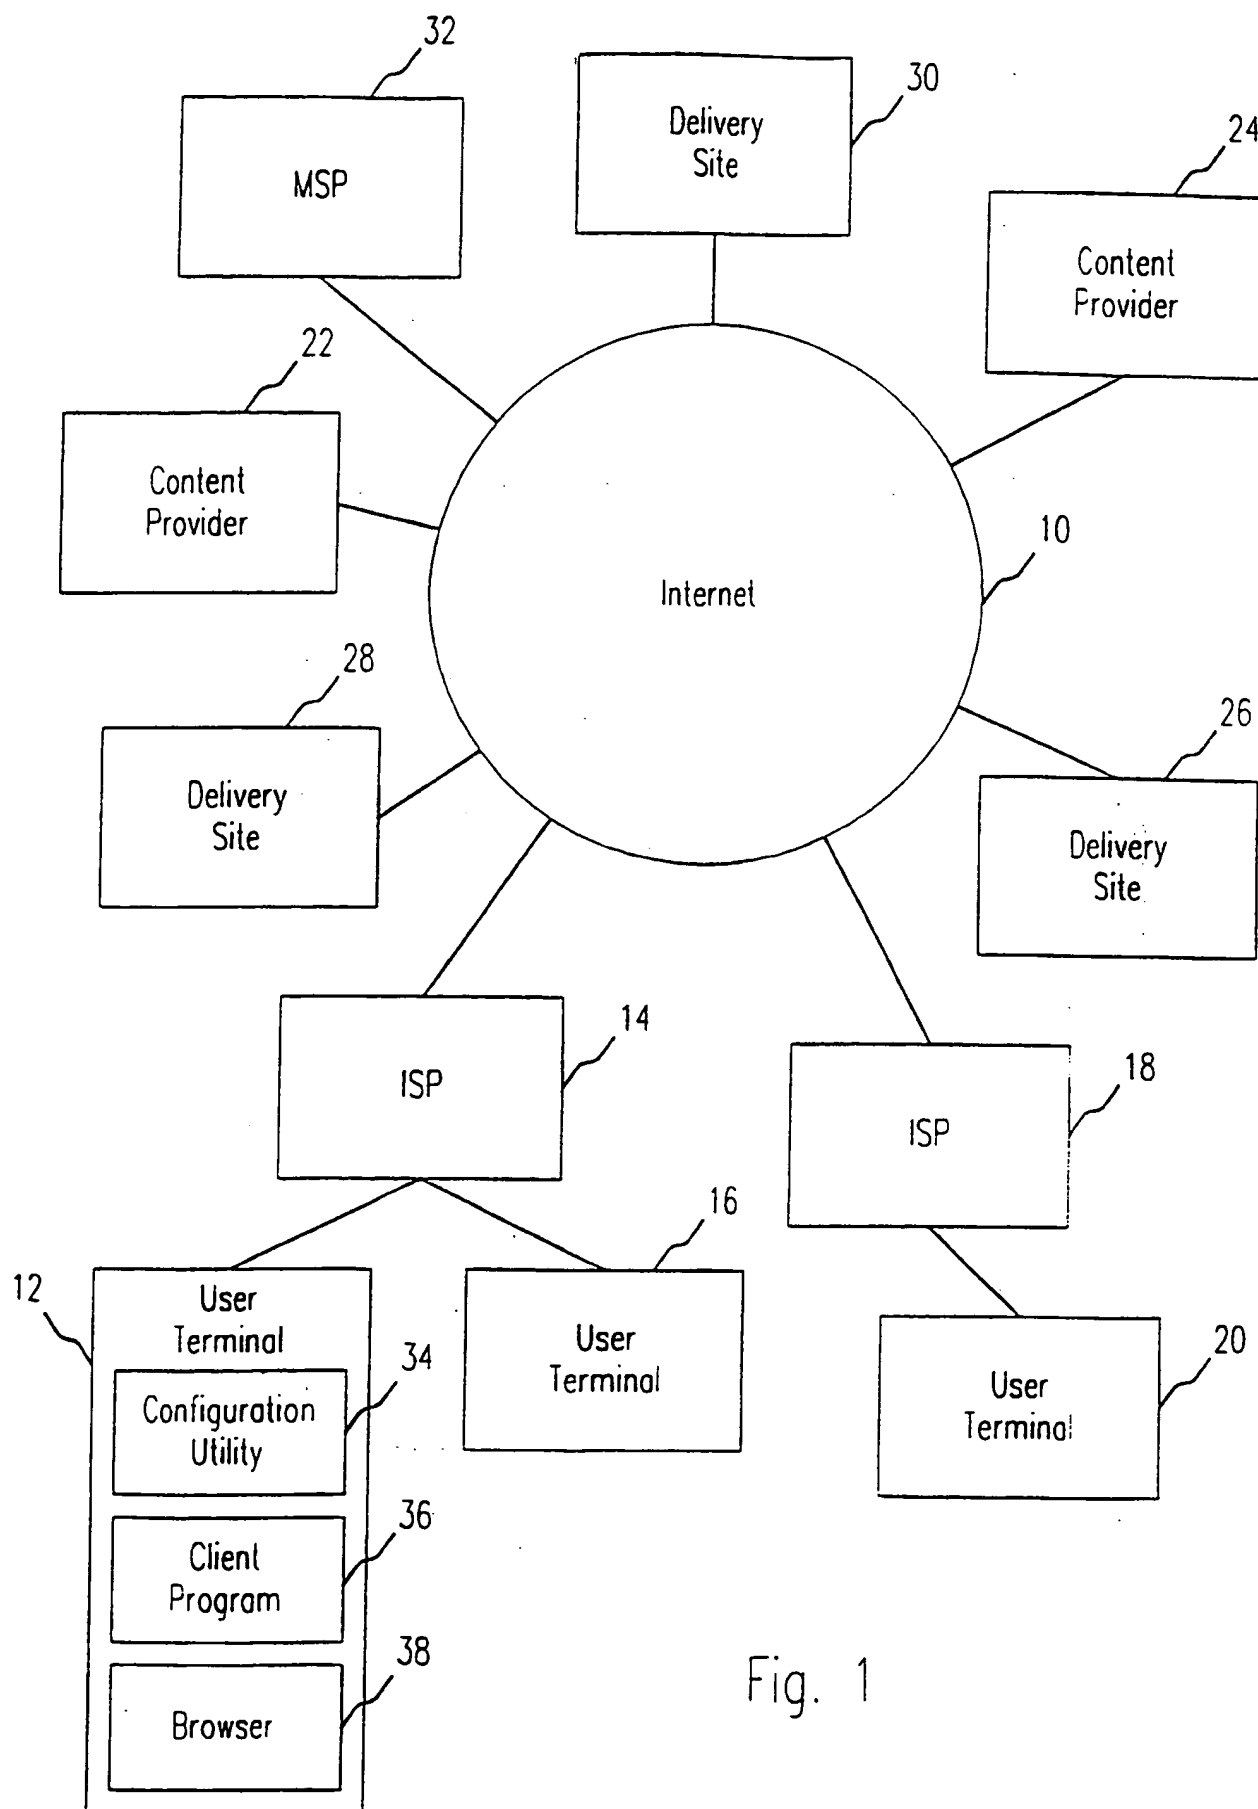 32
30
24
Delivery
Site
MSP
Content
Provider
22
Content
Provider
10
Internet
28
26
Delivery
Site
Delivery
Site
14
18
ISP
ISP
16
12
User
Terminal
User
Terminal
34
20
User
Terminal
Configuration
Utility
36
Client
Program
38
Browser
Fig. 1